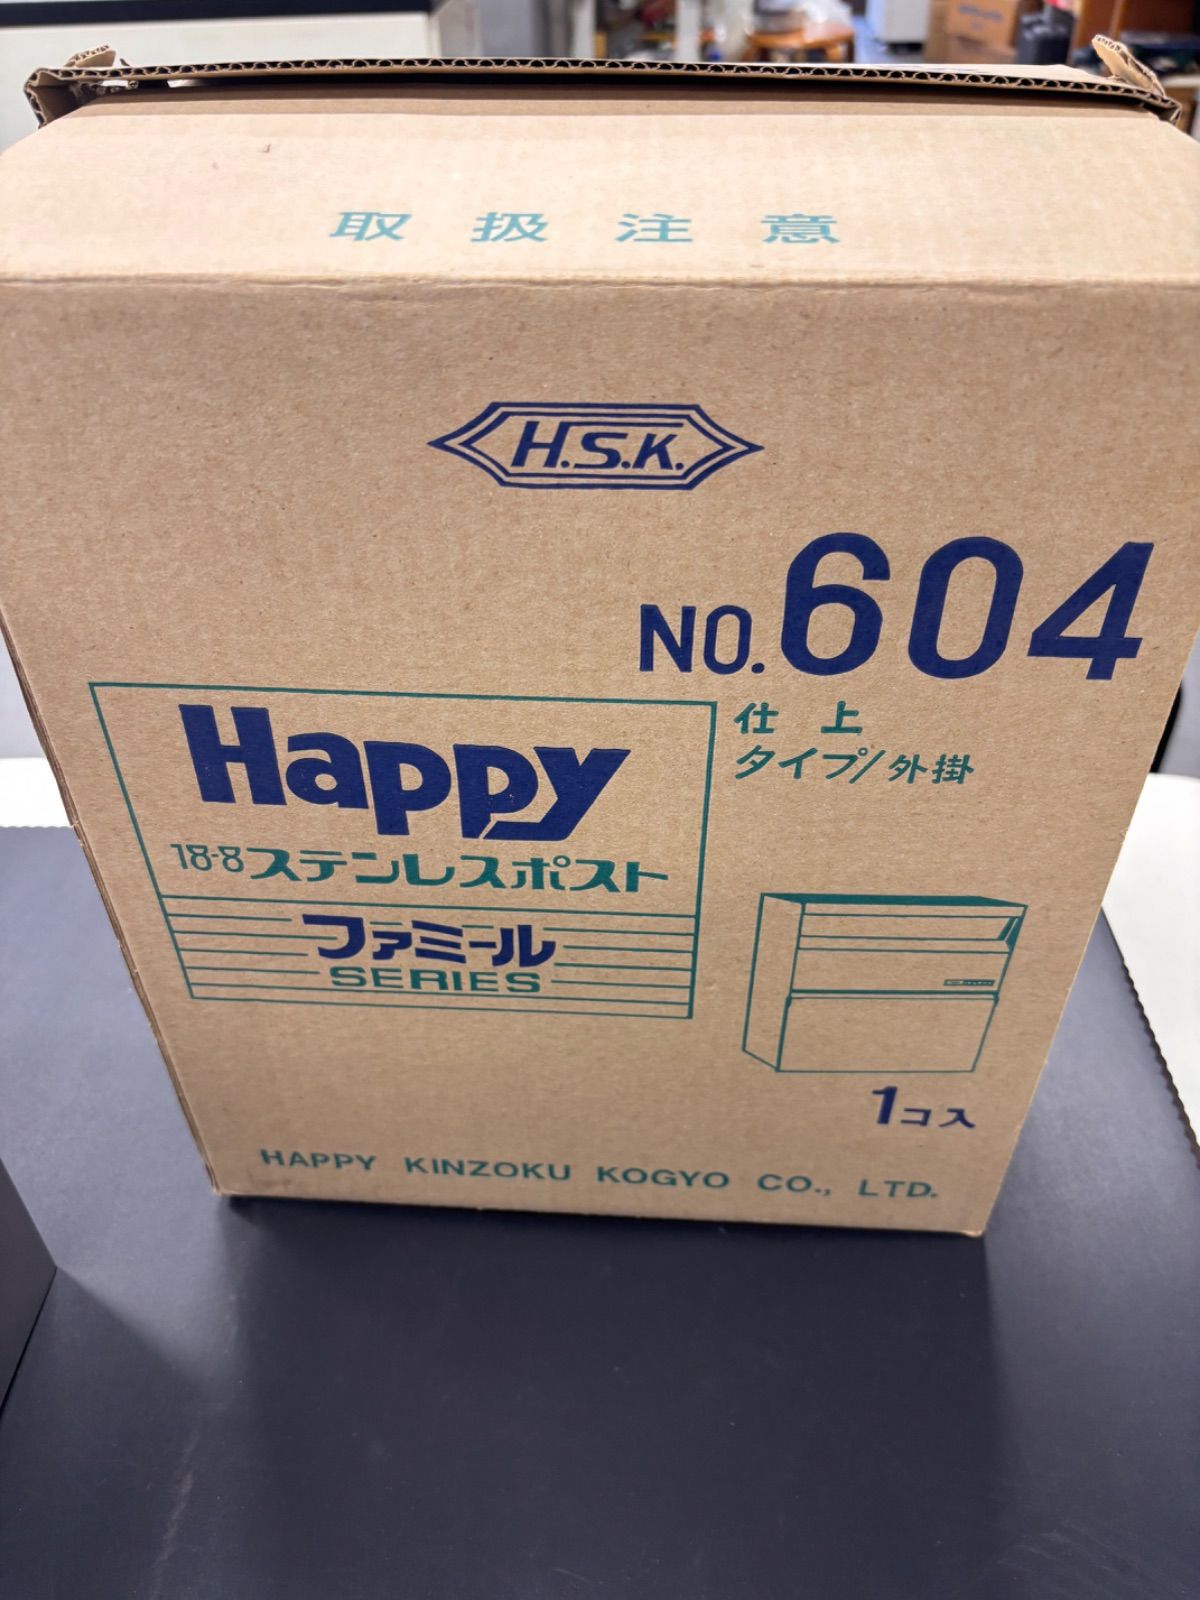 取扱注意
H.S.K.
NO.604
仕上
タイプ/外掛
Happy
18-8ステンレスポスト
ファミール
SERIES
1コ入
HAPPY KINZOKU KOGYO CO., LTD.